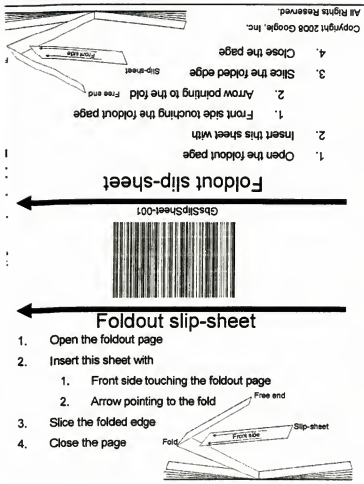 All Rights Reserved.
Copyright 2008 Google, Inc.
4. Close the page
3. Slice the folded edge
2. Arrow pointing to the fold
1. Front side touching the foldout page
2. Insert this sheet with
1. Open the foldout page
Front side
Slip-sheet
Free end
Foldout slip-sheet
GbsSlipSheet-001
Foldout slip-sheet
1. Open the foldout page
2. Insert this sheet with
1. Front side touching the foldout page
2. Arrow pointing to the fold
3. Slice the folded edge
4. Close the page
Free end
Slip-sheet
Front side
Fold